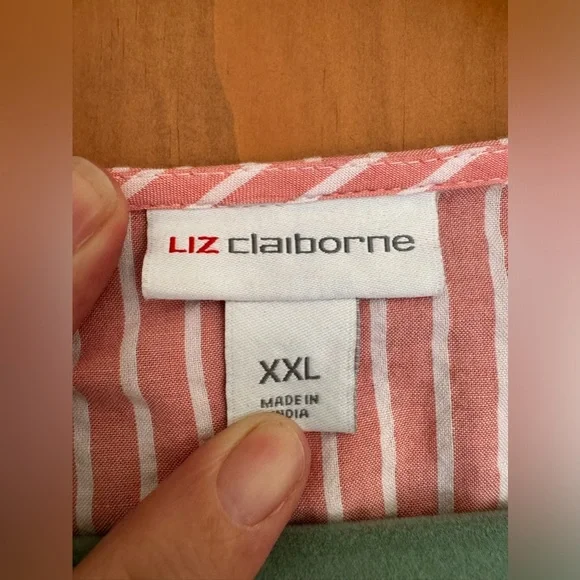 LIZ claiborne
XXL
MADE IN
INDIA